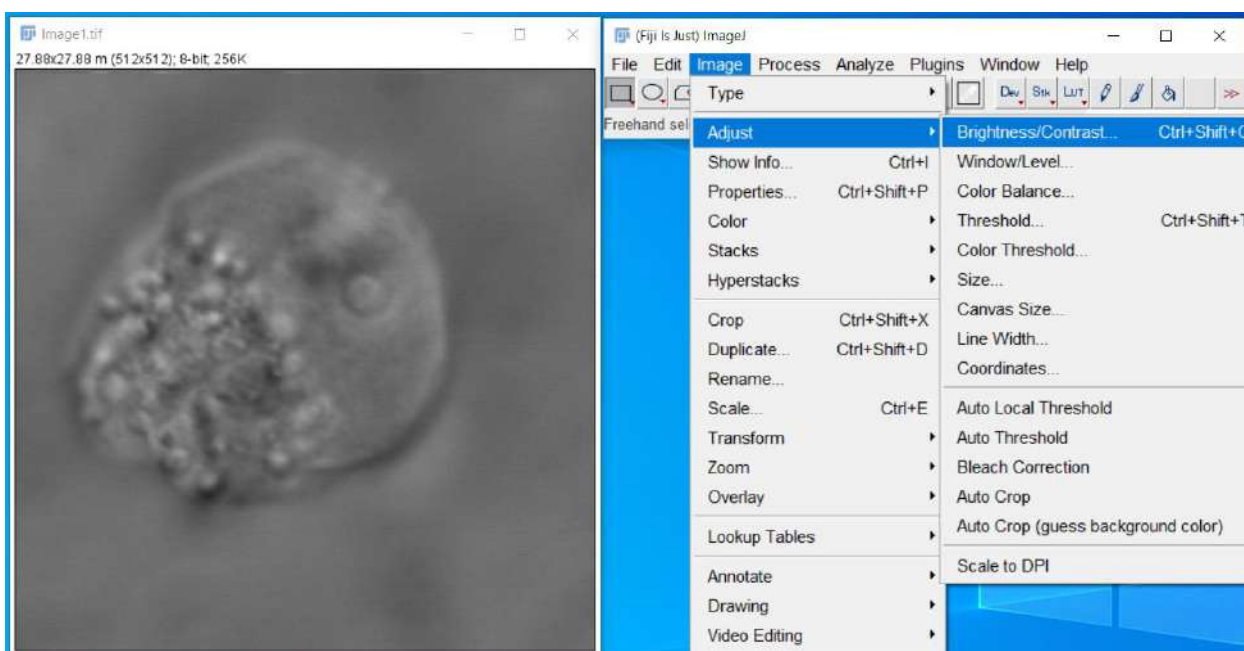 Image1.tif
27.88x27.88 m (512x512); 8-bit; 256K
(Fiji Is Just) ImageJ
File Edit Image Process Analyze Plugins Window Help
Dev Stk LUT
Freehand sel
Type
Adjust
Show Info... Ctrl+I
Properties... Ctrl+Shift+P
Color
Stacks
Hyperstacks
Crop Ctrl+Shift+X
Duplicate... Ctrl+Shift+D
Rename...
Scale... Ctrl+E
Transform
Zoom
Overlay
Lookup Tables
Annotate
Drawing
Video Editing
Brightness/Contrast... Ctrl+Shift+C
Window/Level...
Color Balance...
Threshold... Ctrl+Shift+T
Color Threshold...
Size...
Canvas Size...
Line Width...
Coordinates...
Auto Local Threshold
Auto Threshold
Bleach Correction
Auto Crop
Auto Crop (guess background color)
Scale to DPI